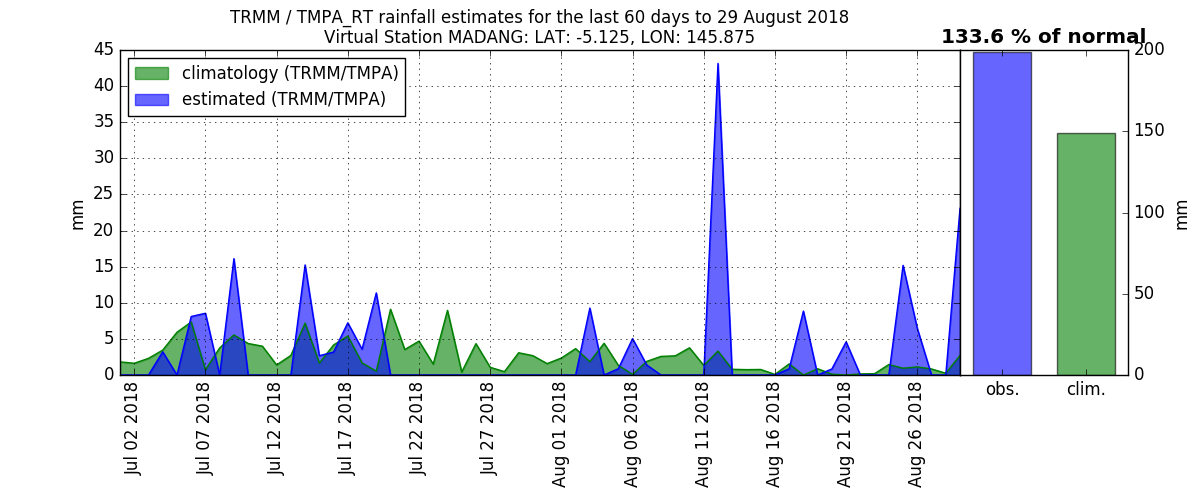 TRMM / TMPA_RT rainfall estimates for the last 60 days to 29 August 2018
Virtual Station MADANG: LAT: -5.125, LON: 145.875
133.6 % of normal
climatology (TRMM/TMPA)
estimated (TRMM/TMPA)
mm
45
40
35
30
25
20
15
10
5
0
Jul 02 2018
Jul 07 2018
Jul 12 2018
Jul 17 2018
Jul 22 2018
Jul 27 2018
Aug 01 2018
Aug 06 2018
Aug 11 2018
Aug 16 2018
Aug 21 2018
Aug 26 2018
obs.
clim.
200
150
100
50
0
mm